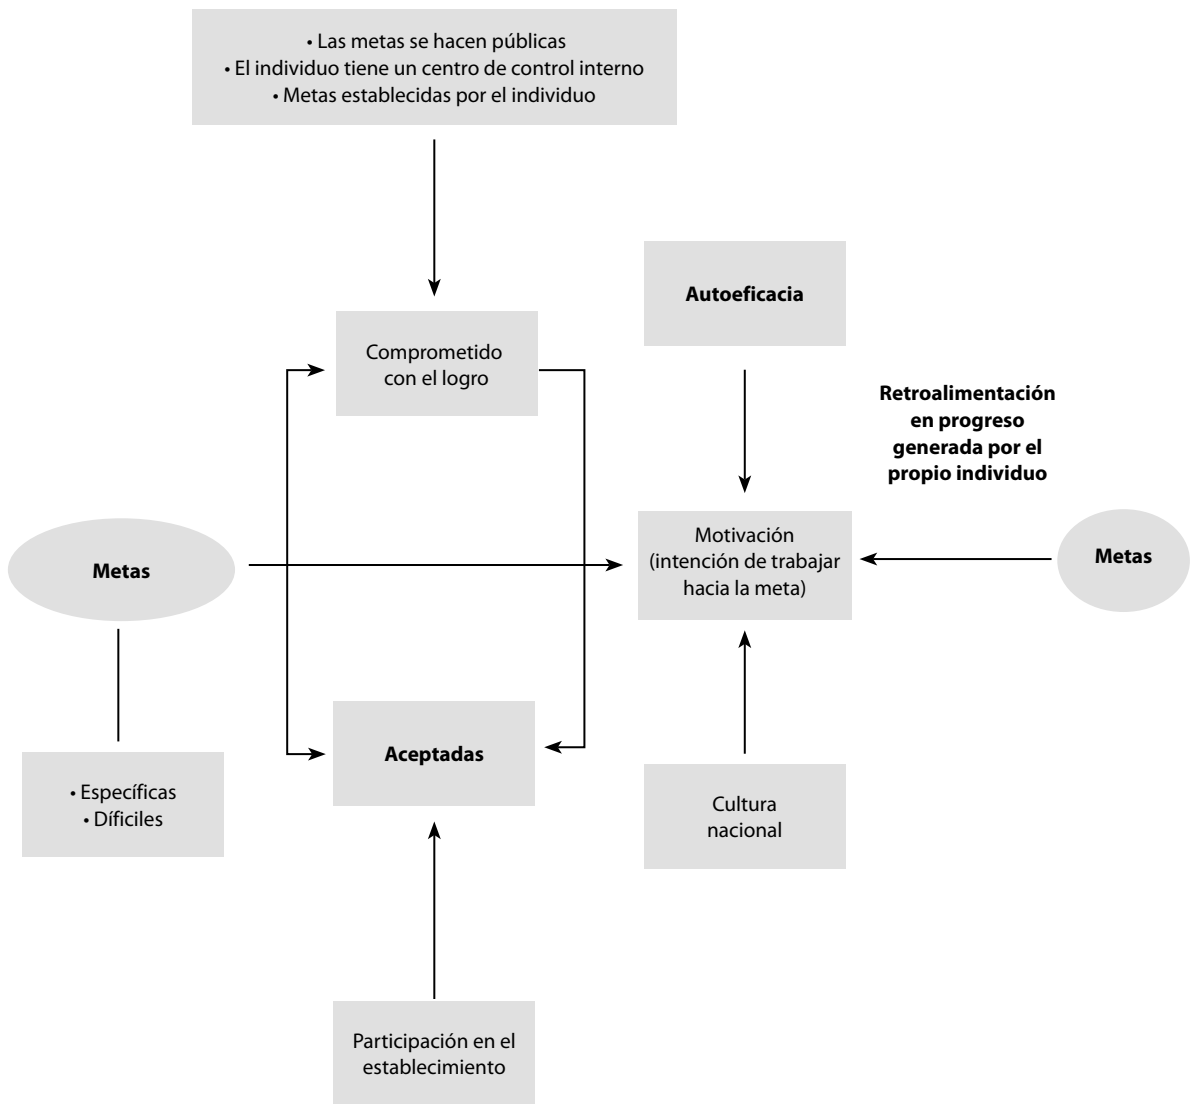 • Las metas se hacen públicas
• El individuo tiene un centro de control interno
• Metas establecidas por el individuo
Autoeficacia
Comprometido
con el logro
Retroalimentación
en progreso
generada por el
propio individuo
Metas
Motivación
(intención de trabajar
hacia la meta)
Metas
Aceptadas
• Específicas
• Díficiles
Cultura
nacional
Participación en el
establecimiento